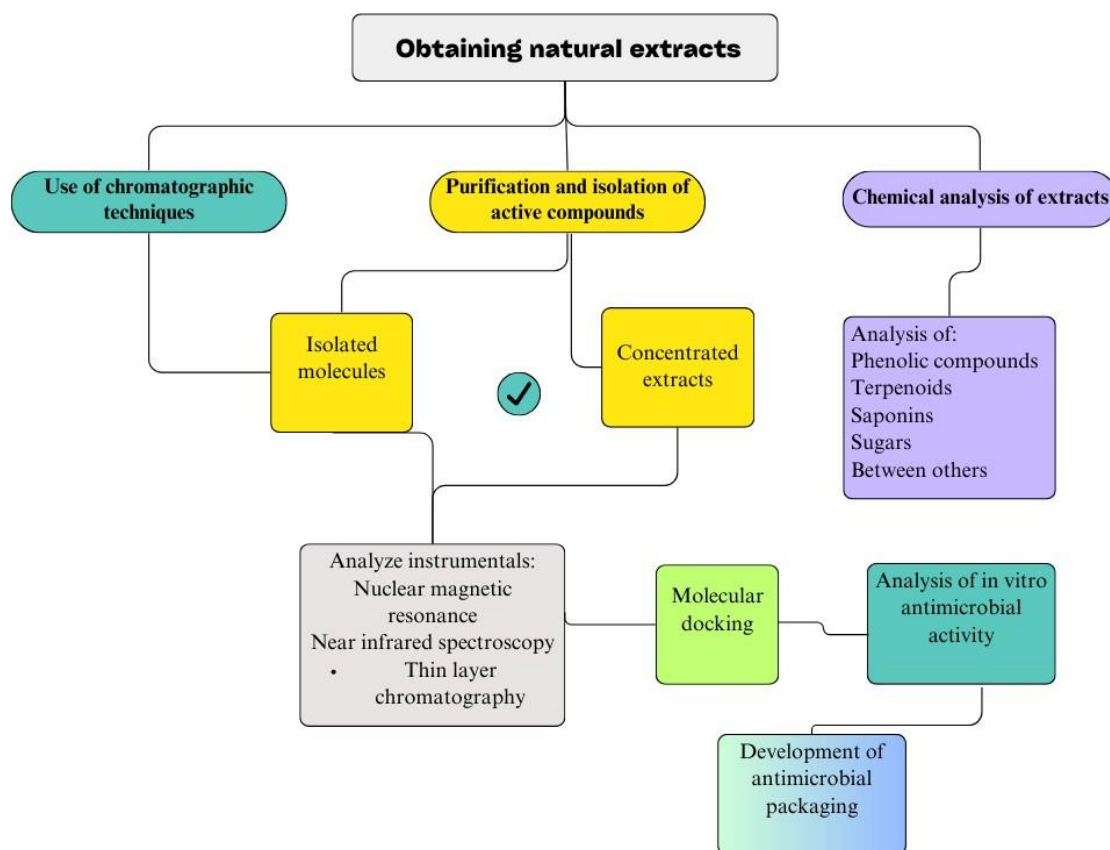 Obtaining natural extracts
Use of chromatographic
techniques
Purification and isolation of
active compounds
Chemical analysis of extracts
Isolated
molecules
Concentrated
extracts
Analysis of:
Phenolic compounds
Terpenoids
Saponins
Sugars
Between others
Analyze instrumentals:
Nuclear magnetic
resonance
Near infrared spectroscopy
• Thin layer
chromatography
Molecular
docking
Analysis of in vitro
antimicrobial
activity
Development of
antimicrobial
packaging